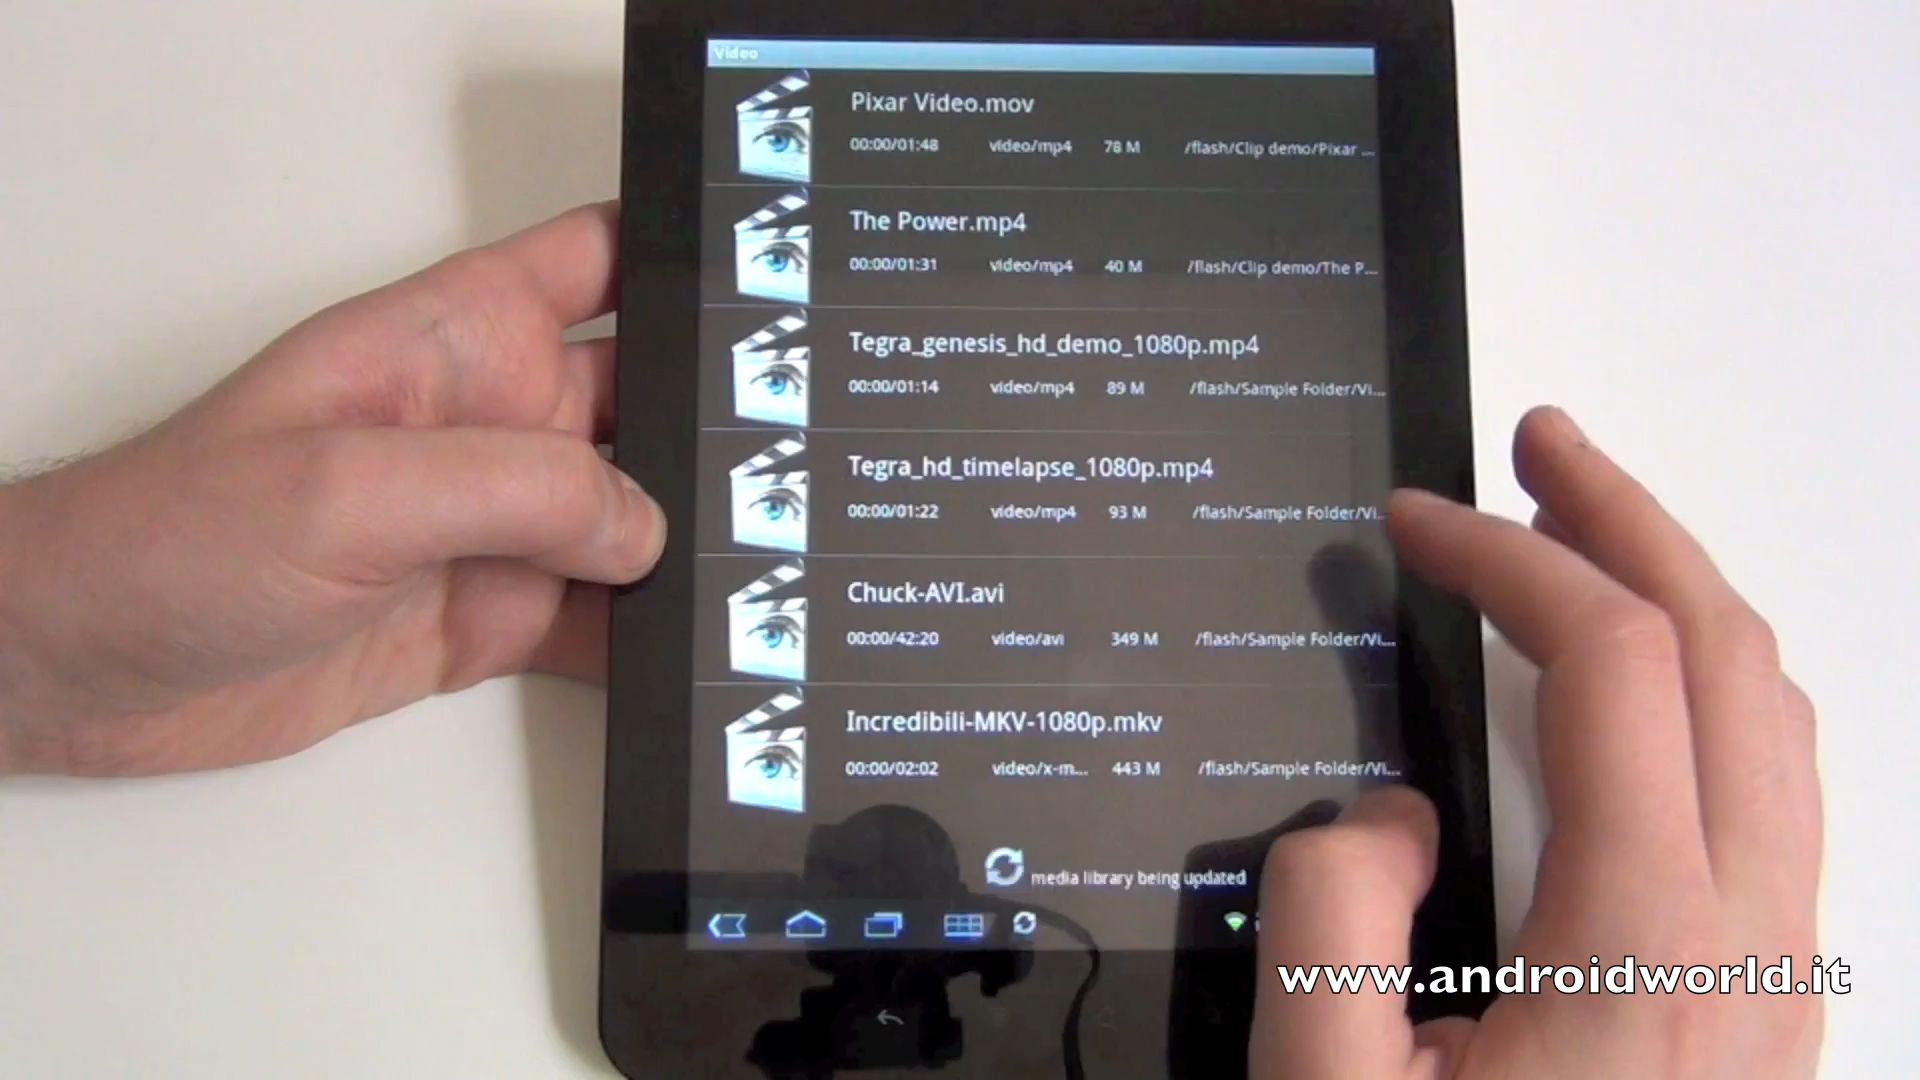 Video
Pixar Video.mov
00:00/01:48 video/mp4 78 M /flash/Clip demo/Pixar ...
The Power.mp4
00:00/01:31 video/mp4 40 M /flash/Clip demo/The P...
Tegra_genesis_hd_demo_1080p.mp4
00:00/01:14 video/mp4 89 M /flash/Sample Folder/Vi...
Tegra_hd_timelapse_1080p.mp4
00:00/01:22 video/mp4 93 M /flash/Sample Folder/Vi...
Chuck-AVI.avi
00:00/42:20 video/avi 349 M /flash/Sample Folder/Vi...
Incredibili-MKV-1080p.mkv
00:00/02:02 video/x-m... 443 M /flash/Sample Folder/Vi...
media library being updated
www.androidworld.it